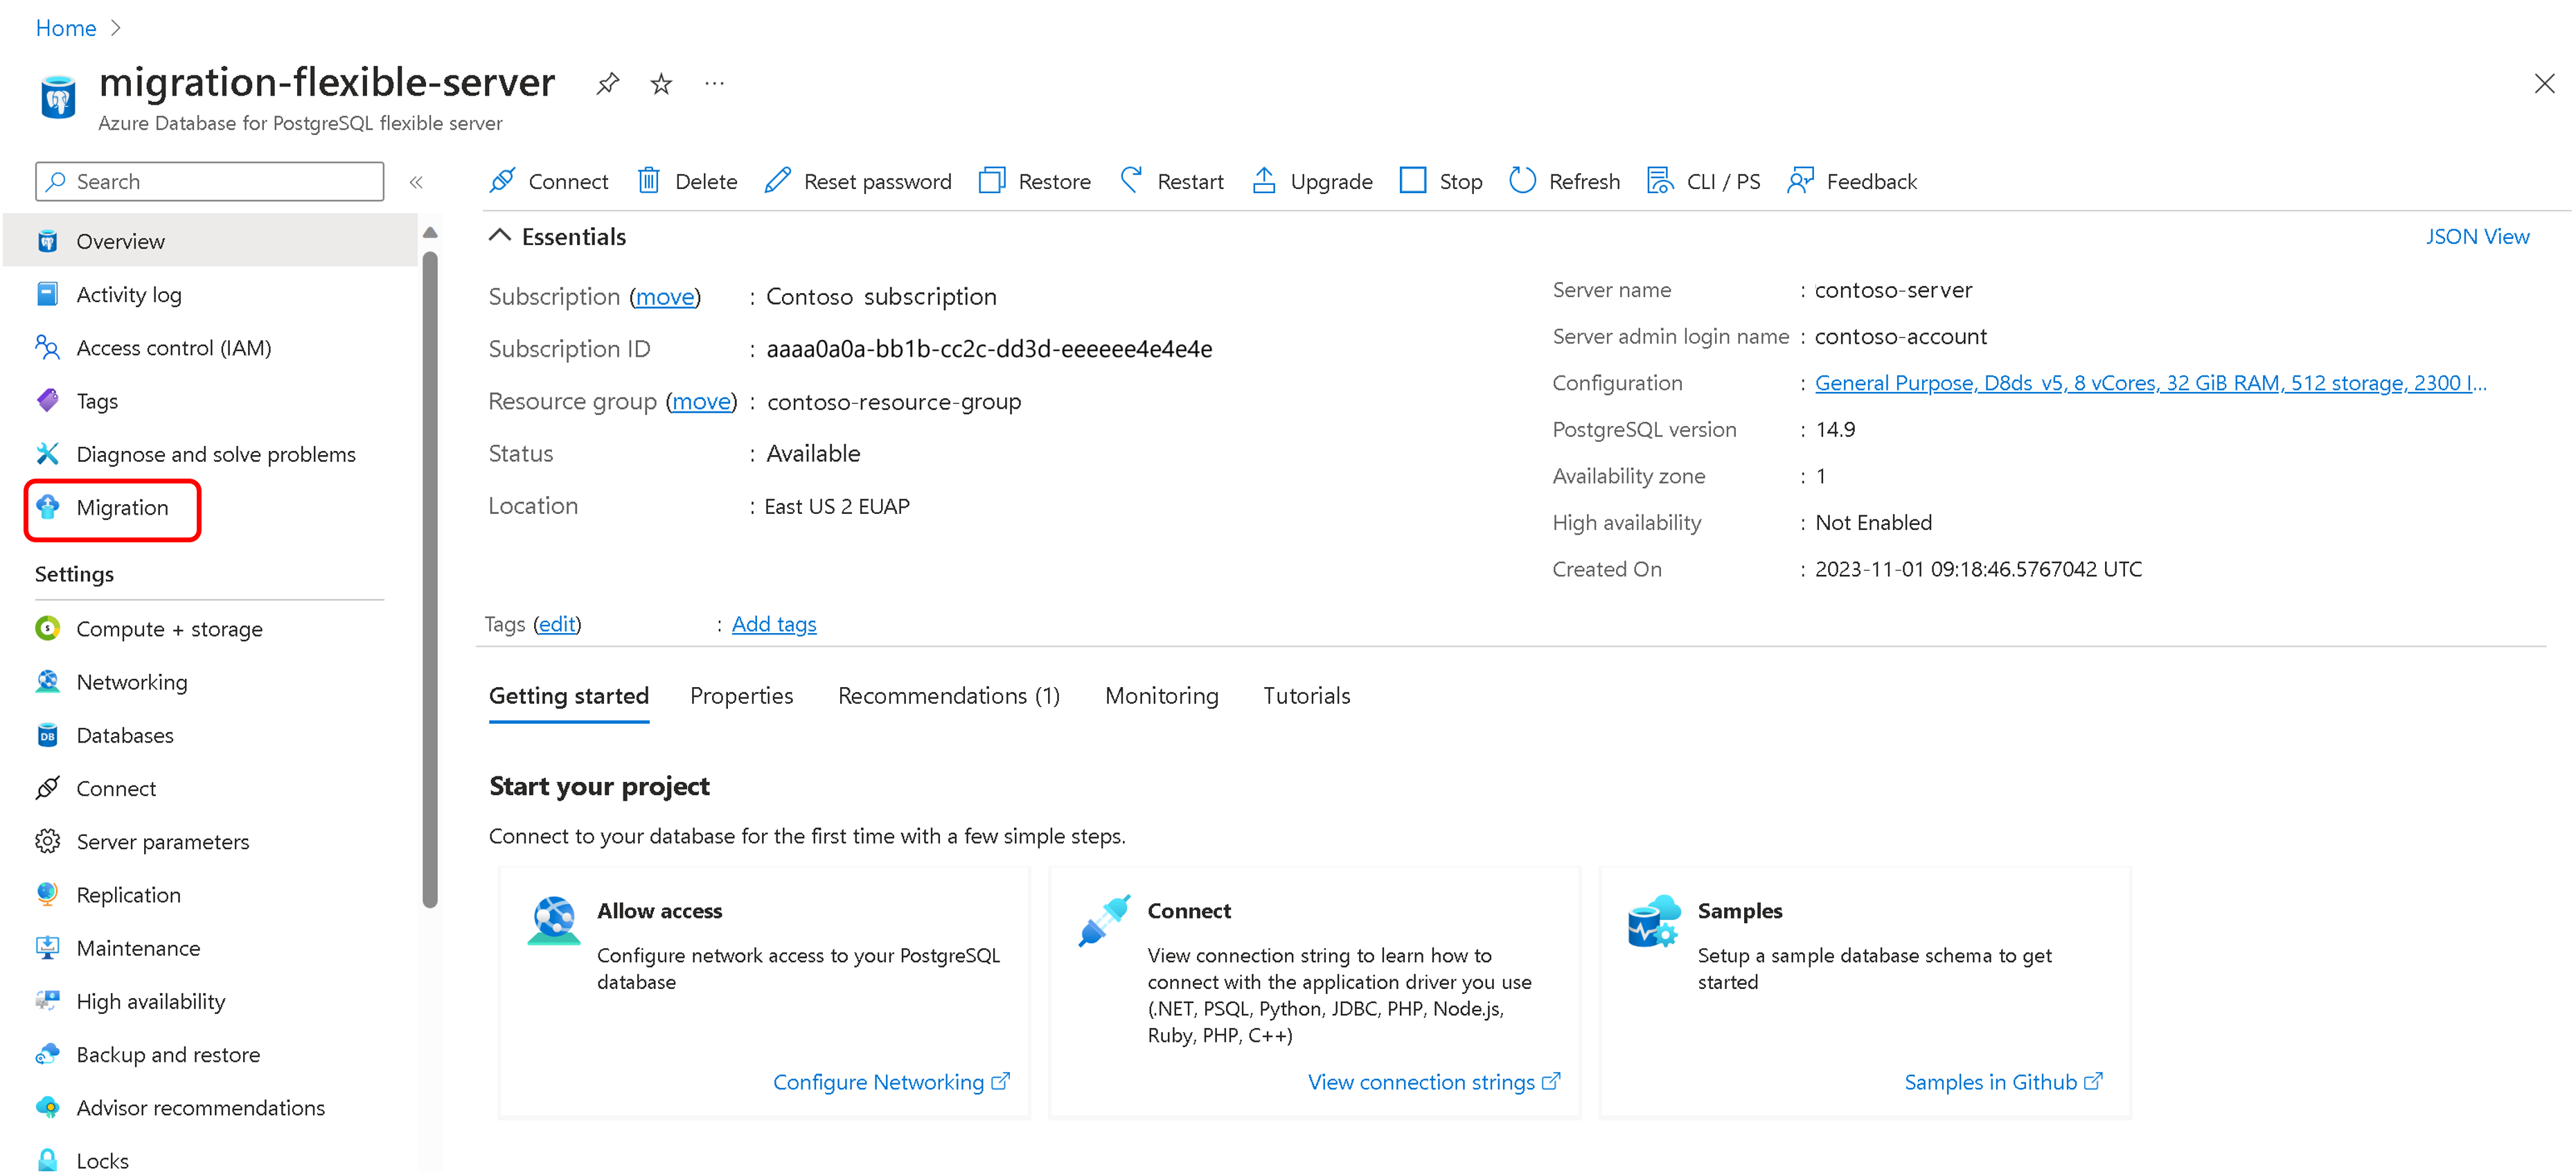 Home
migration-flexible-server
Azure Database for PostgreSQL flexible server
Search
Connect Delete Reset password Restore Restart Upgrade Stop Refresh CLI / PS Feedback
Overview
Activity log
Access control (IAM)
Tags
Diagnose and solve problems
Migration
Settings
Compute + storage
Networking
DB
Databases
Connect
Server parameters
Replication
Maintenance
High availability
Backup and restore
Advisor recommendations
Locks
Essentials
JSON View
Subscription (move) : Contoso subscription
Subscription ID : aaaa0a0a-bb1b-cc2c-dd3d-eeeeee4e4e4e
Resource group (move) : contoso-resource-group
Status : Available
Location : East US 2 EUAP
Server name : contoso-server
Server admin login name : contoso-account
Configuration : General Purpose, D8ds_v5, 8 vCores, 32 GiB RAM, 512 storage, 2300 I...
PostgreSQL version : 14.9
Availability zone : 1
High availability : Not Enabled
Created On : 2023-11-01 09:18:46.5767042 UTC
Tags (edit) : Add tags
Getting started Properties Recommendations (1) Monitoring Tutorials
Start your project
Connect to your database for the first time with a few simple steps.
Allow access
Configure network access to your PostgreSQL
database
Configure Networking
Connect
View connection string to learn how to
connect with the application driver you use
(.NET, PSQL, Python, JDBC, PHP, Node.js,
Ruby, PHP, C++)
View connection strings
Samples
Setup a sample database schema to get
started
Samples in Github